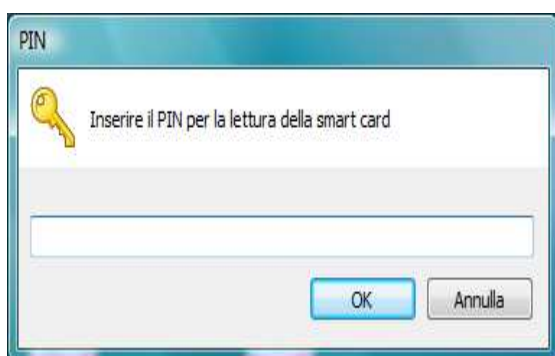 PIN
Inserire il PIN per la lettura della smart card
OK
Annulla